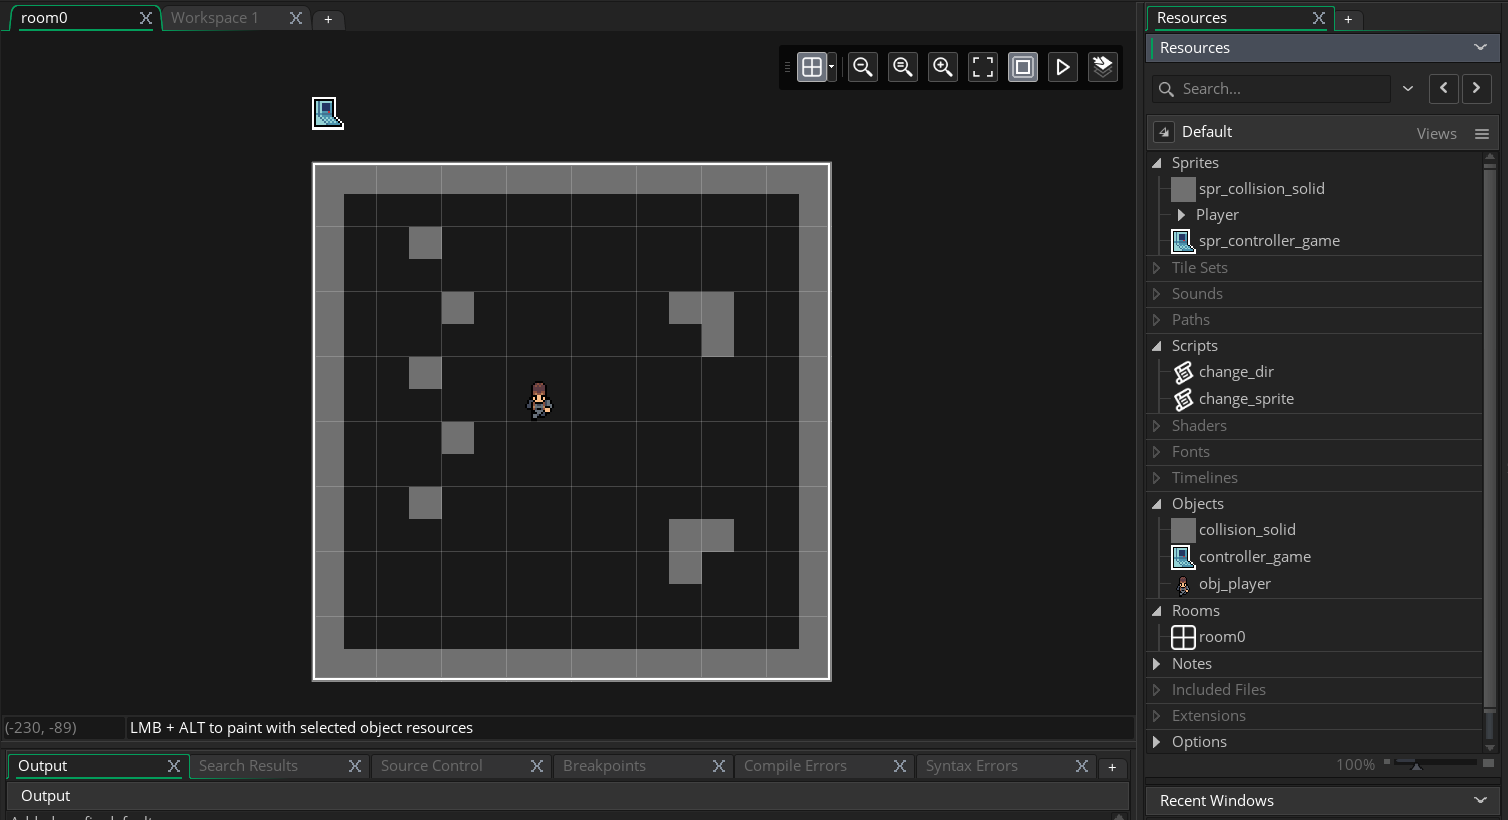 room0
Workspace 1
Resources
Resources
Search...
Default
Views
Sprites
spr_collision_solid
Player
spr_controller_game
Tile Sets
Sounds
Paths
Scripts
change_dir
change_sprite
Shaders
Fonts
Timelines
Objects
collision_solid
controller_game
obj_player
Rooms
room0
Notes
Included Files
Extensions
Options
100%
Recent Windows
(-230, -89)
LMB + ALT to paint with selected object resources
Output
Search Results
Source Control
Breakpoints
Compile Errors
Syntax Errors
Output